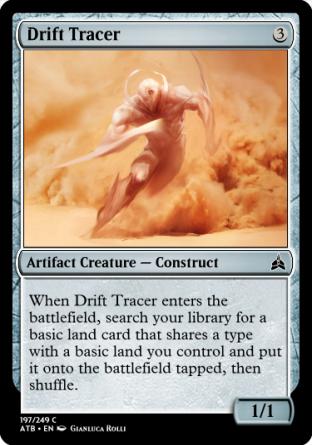 Drift Tracer 3
Artifact Creature — Construct
When Drift Tracer enters the
battlefield, search your library for a
basic land card that shares a type
with a basic land you control and put
it onto the battlefield tapped, then
shuffle.
1/1
197/249 C
ATB • EN Gianluca Rolli